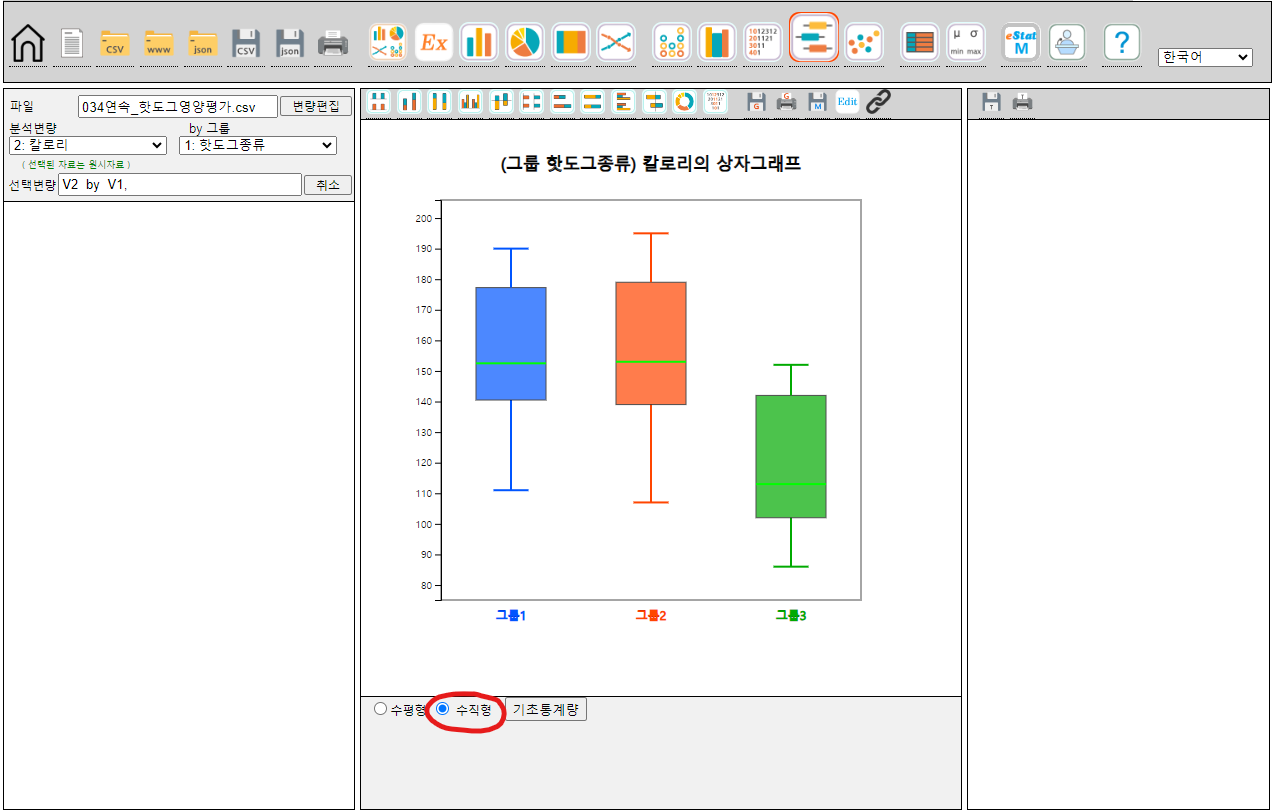 CSV
www
json
CSV
json
Ex
1012312
201121
3011
401
μ σ
min max
eStat
M
?
한국어
파일 034연속_핫도그영양평가.csv 변량편집
분석변량 by 그룹
2: 칼로리 1: 핫도그종류
( 선택된 자료는 원시자료 )
선택변량 V2 by V1, 취소
G G M Edit
T T
(그룹 핫도그종류) 칼로리의 상자그래프
200
190
180
170
160
150
140
130
120
110
100
90
80
그룹1 그룹2 그룹3
수평형 수직형 기초통계량